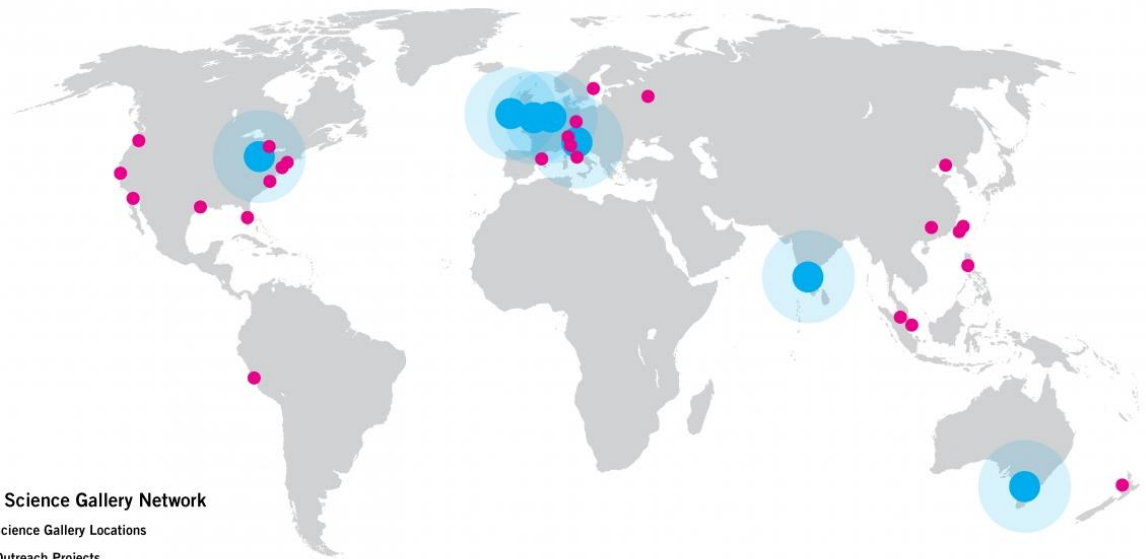 Science Gallery Network
cience Gallery Locations
Outreach Projects